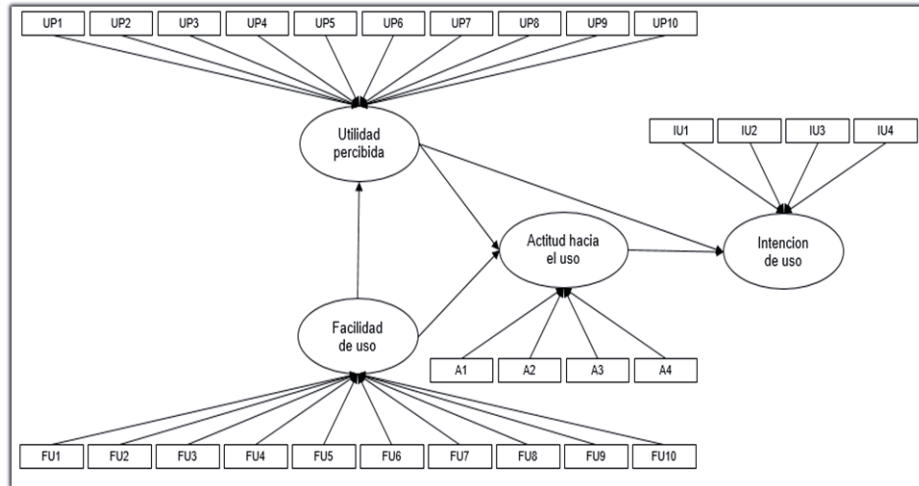 UP1 UP2 UP3 UP4 UP5 UP6 UP7 UP8 UP9 UP10
Utilidad
percibida
IU1 IU2 IU3 IU4
Actitud hacia
el uso
Intencion
de uso
Facilidad
de uso
A1 A2 A3 A4
FU1 FU2 FU3 FU4 FU5 FU6 FU7 FU8 FU9 FU10